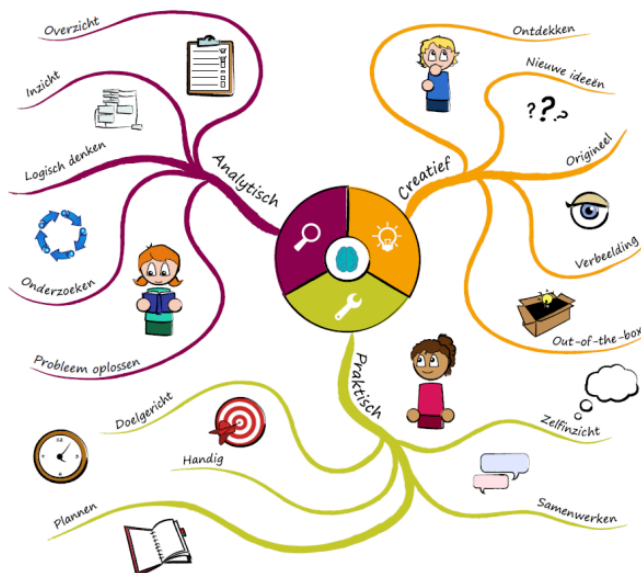 Overzicht
Inzicht
Logisch denken
Onderzoeken
Probleem oplossen
Analytisch
Creatief
Ontdekken
Nieuwe ideeën
???.?
Origineel
Verbeelding
Out-of-the-box
Praktisch
Doelgericht
Handig
Plannen
Zelfinzicht
Samenwerken